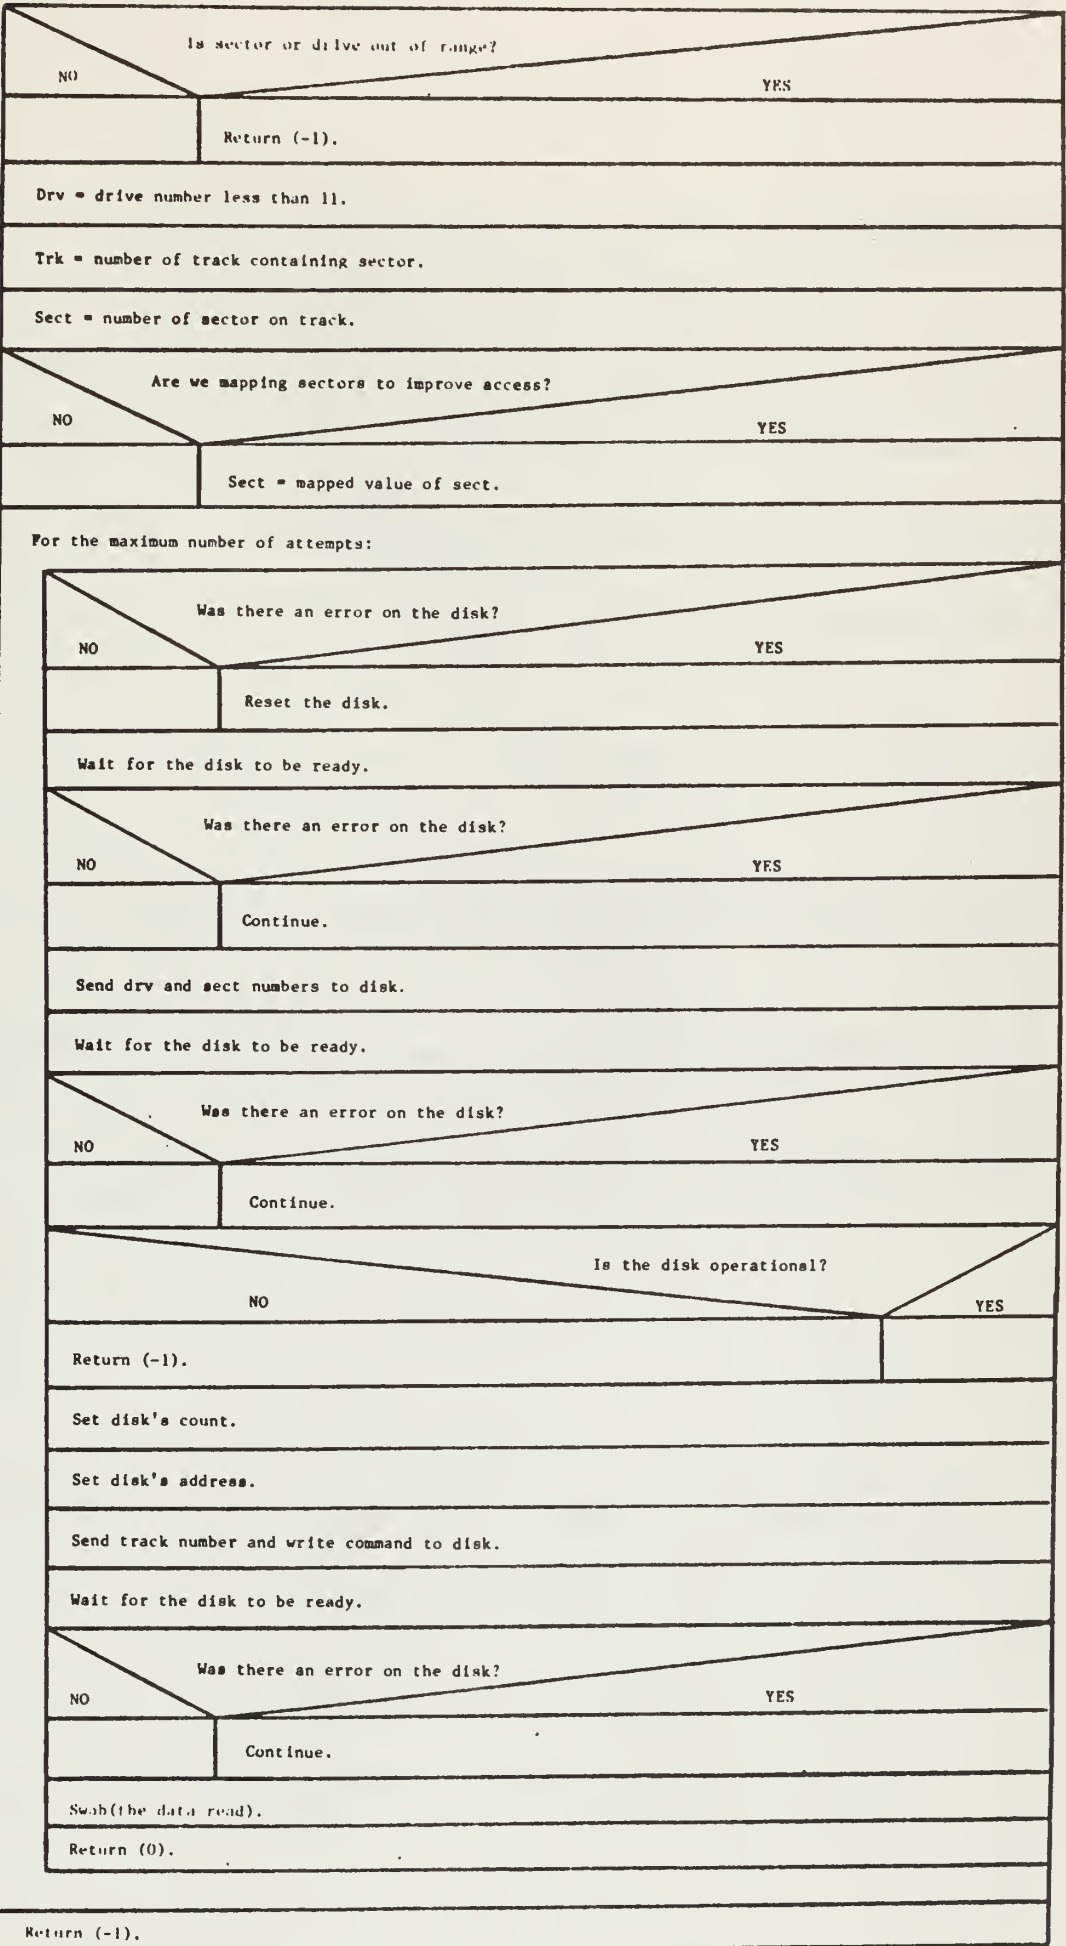 Is sector or drive out of range?
NO
YES
Return (-1).
Drv = drive number less than 11.
Trk = number of track containing sector.
Sect = number of sector on track.
Are we mapping sectors to improve access?
NO
YES
Sect = mapped value of sect.
For the maximum number of attempts:
Was there an error on the disk?
NO
YES
Reset the disk.
Wait for the disk to be ready.
Was there an error on the disk?
NO
YES
Continue.
Send drv and sect numbers to disk.
Wait for the disk to be ready.
Was there an error on the disk?
NO
YES
Continue.
Is the disk operational?
NO
YES
Return (-1).
Set disk's count.
Set disk's address.
Send track number and write command to disk.
Wait for the disk to be ready.
Was there an error on the disk?
NO
YES
Continue.
Swab(the data read).
Return (0).
Return (-1).